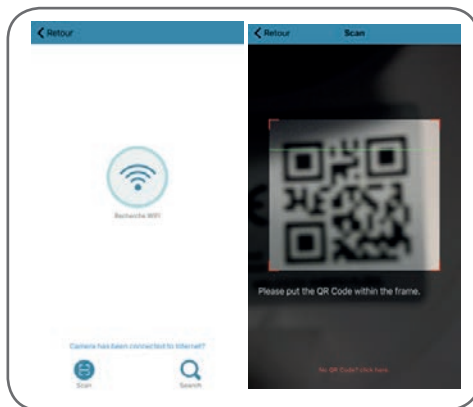 Retour
Recherche WiFi
Camera has been connected to Internet?
Scan
Search
Retour
Scan
Please put the QR Code within the frame.
No QR Code? click here